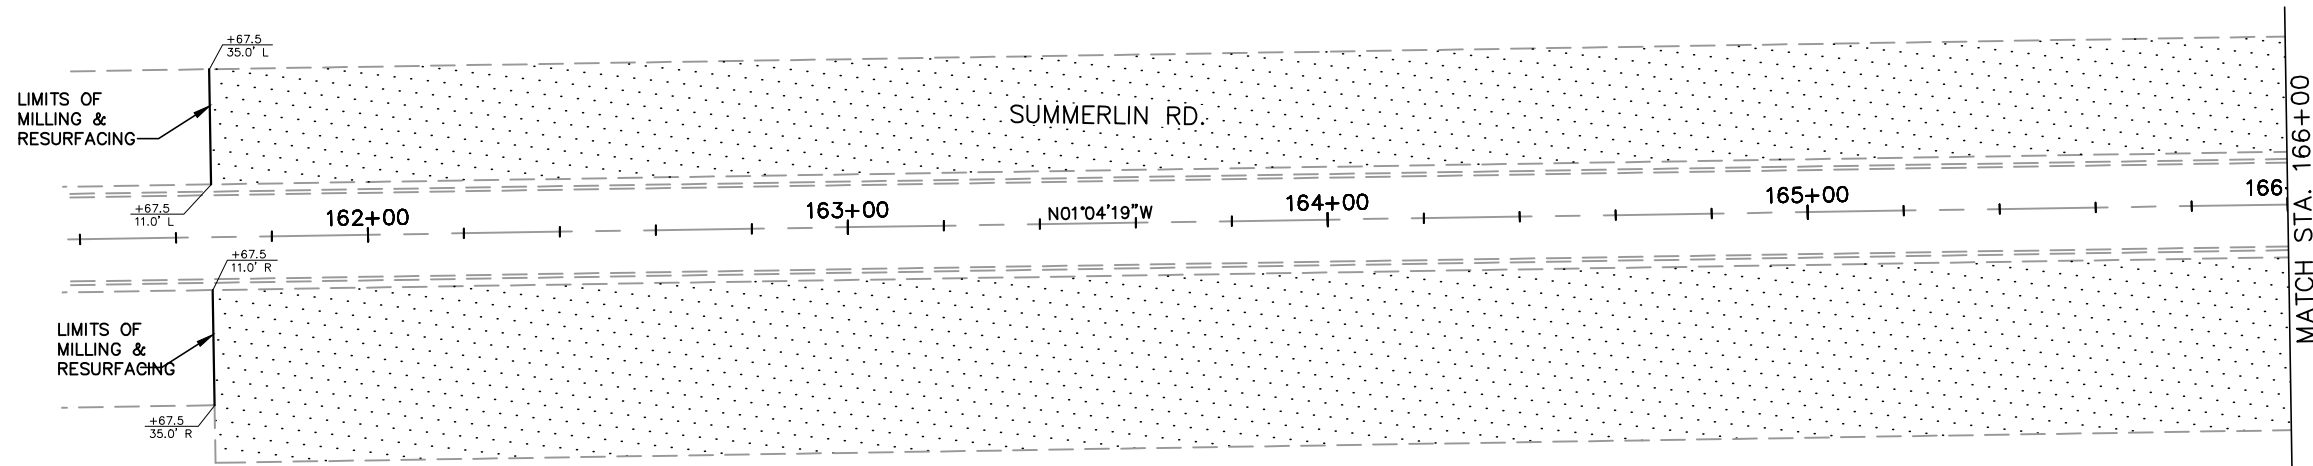 +67.5
35.0' L
LIMITS OF
MILLING &
RESURFACING
SUMMERLIN RD.
MATCH STA. 166+00
+67.5
11.0' L
162+00
163+00
N01°04'19"W
164+00
165+00
166
+67.5
11.0' R
LIMITS OF
MILLING &
RESURFACING
+67.5
35.0' R